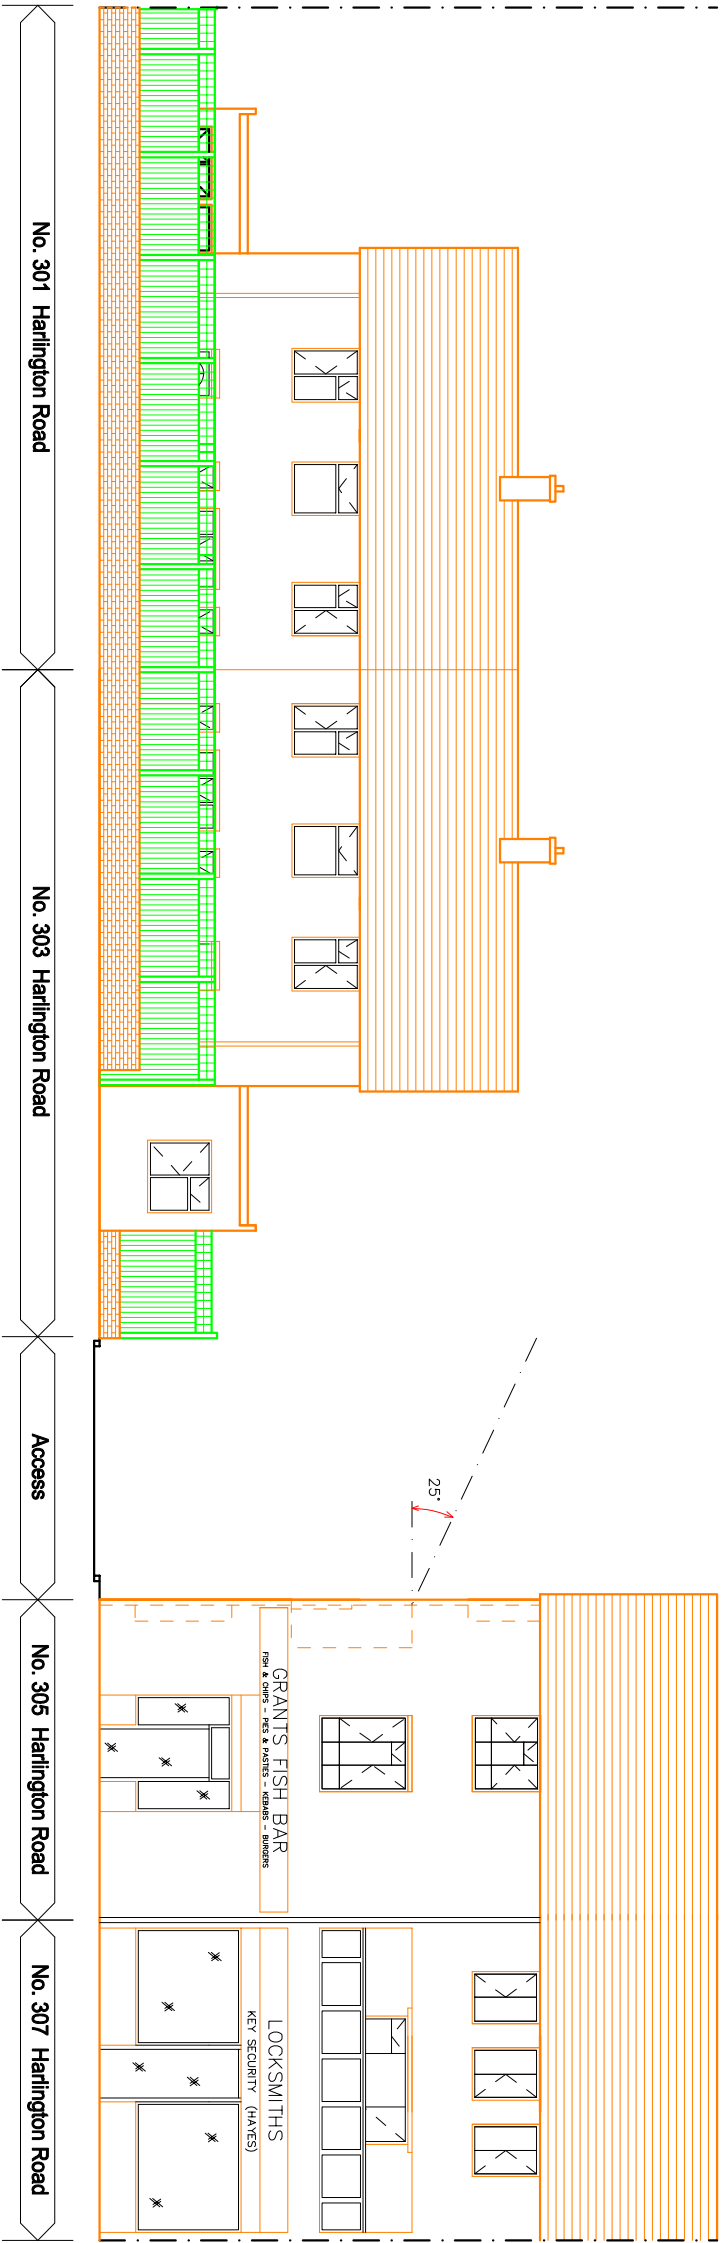 No. 301 Harlington Road
No. 303 Harlington Road
Access
25°
GRANTS FISH BAR
FISH & CHIPS – PIES & PASTIES – KEBABS – BURGERS
No. 305 Harlington Road
LOCKSMITHS
KEY SECURITY (HAYES)
No. 307 Harlington Road